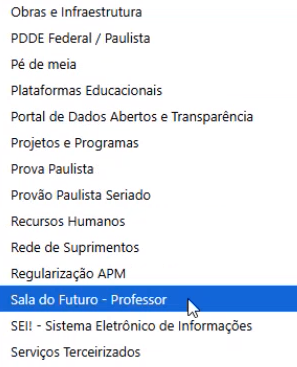 Obras e Infraestrutura
PDDE Federal / Paulista
Pé de meia
Plataformas Educacionais
Portal de Dados Abertos e Transparência
Projetos e Programas
Prova Paulista
Provão Paulista Seriado
Recursos Humanos
Rede de Suprimentos
Regularização APM
Sala do Futuro - Professor
SEI! - Sistema Eletrônico de Informações
Serviços Terceirizados